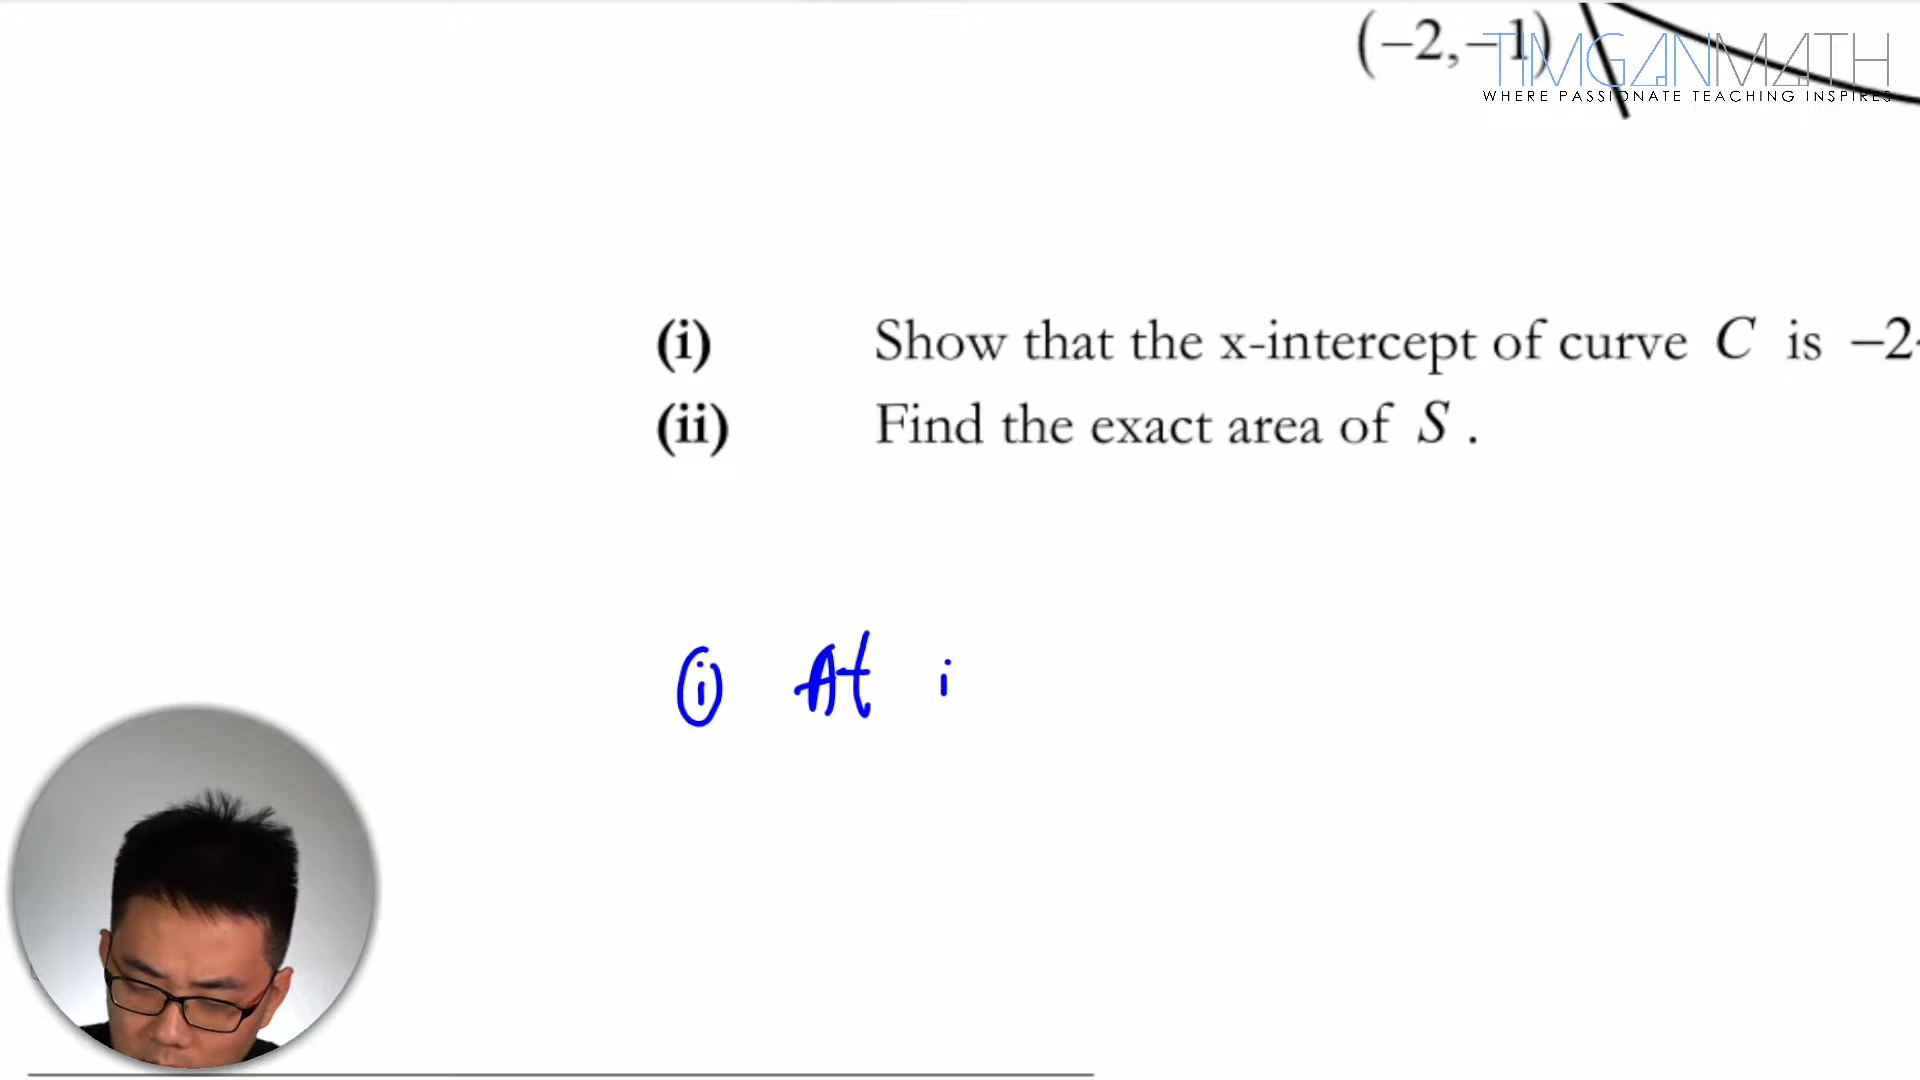 (−2,−1)
TIMGANMATH
WHERE PASSIONATE TEACHING INSPIRES
(i) Show that the x-intercept of curve C is −2
(ii) Find the exact area of S .
(i) At i